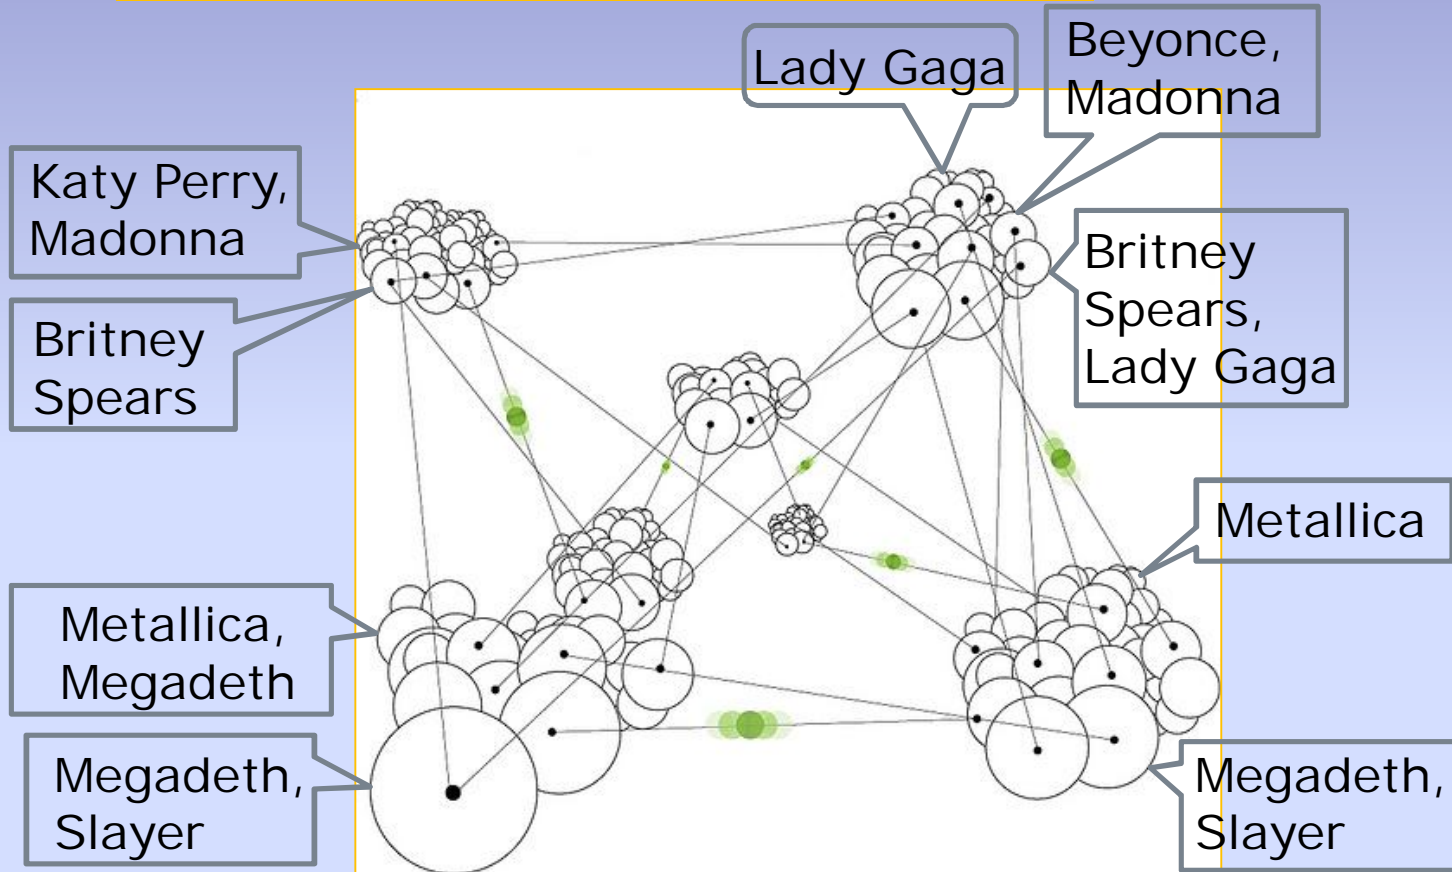 Lady Gaga
Beyonce,
Madonna
Katy Perry,
Madonna
Britney
Spears,
Lady Gaga
Britney
Spears
Metallica
Metallica,
Megadeth
Megadeth,
Slayer
Megadeth,
Slayer